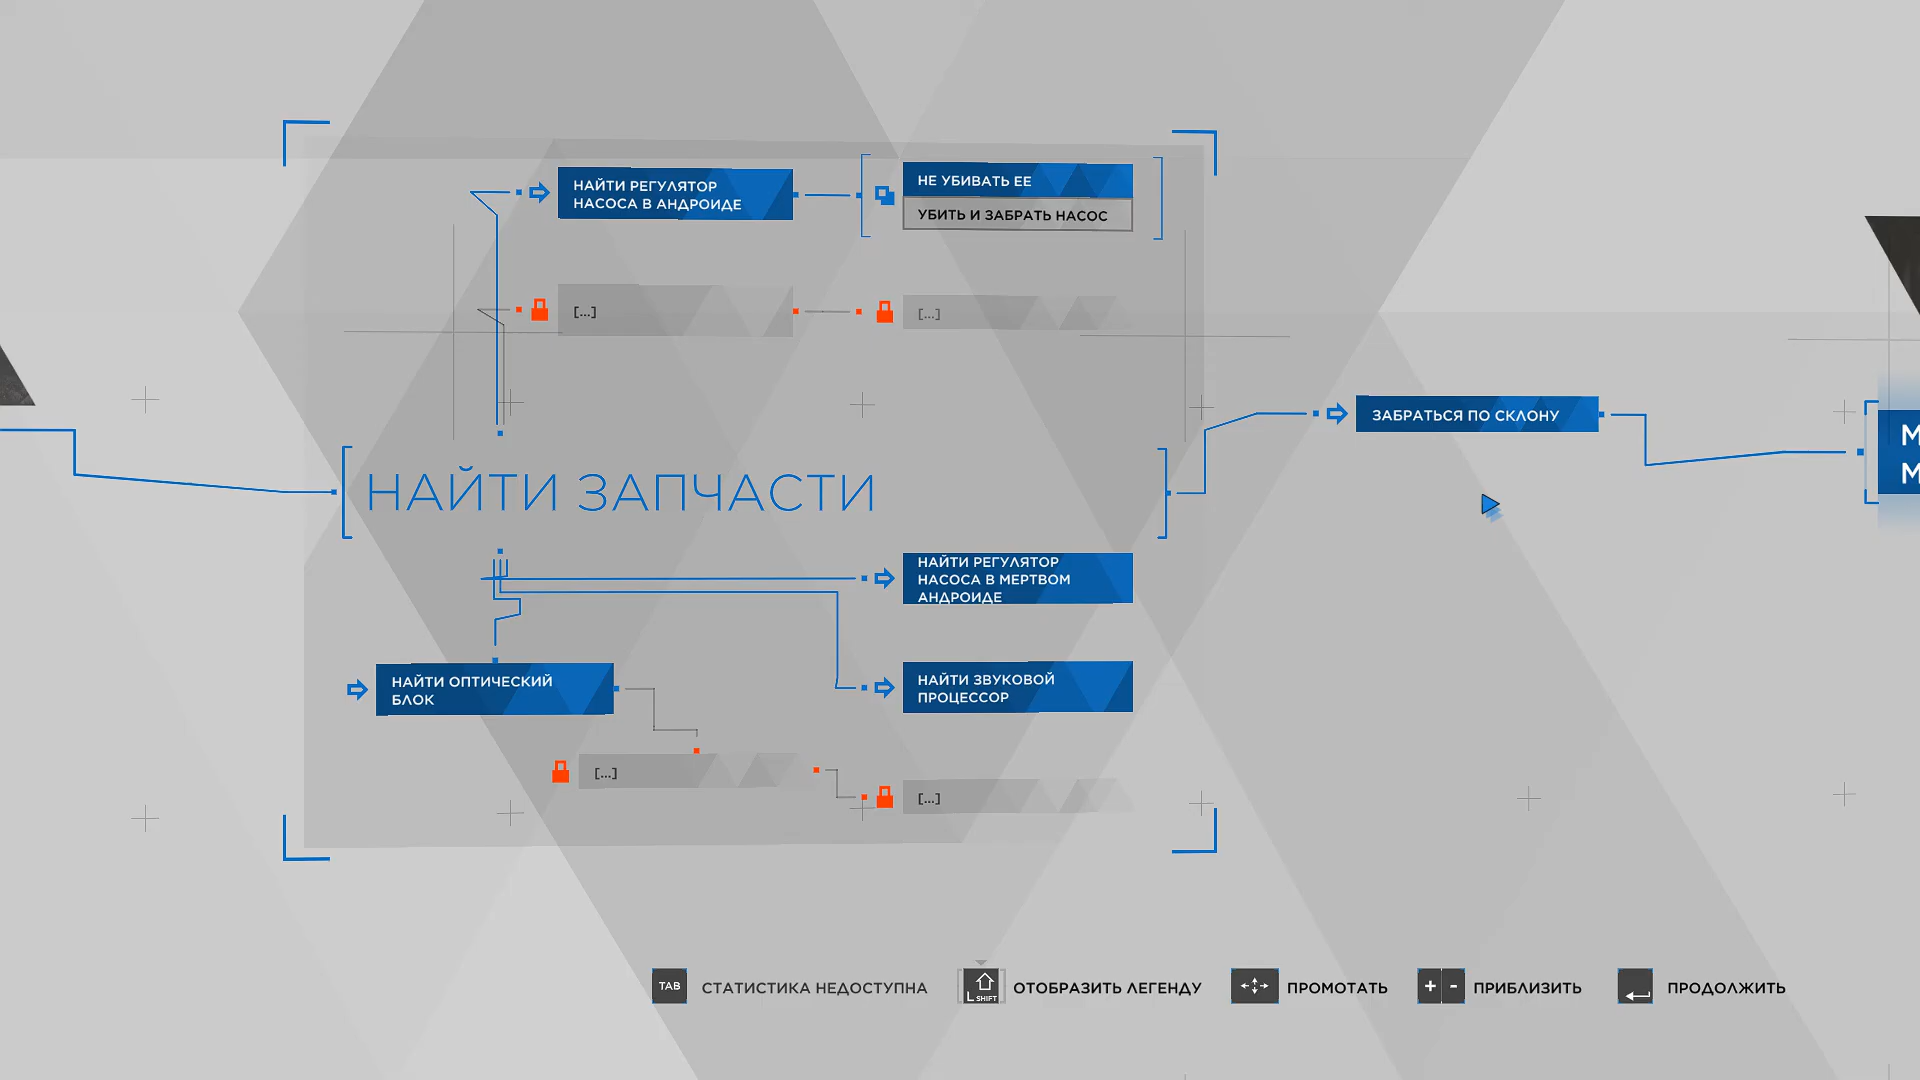 НАЙТИ РЕГУЛЯТОР
НАСОСА В АНДРОИДЕ
НЕ УБИВАТЬ ЕЕ
УБИТЬ И ЗАБРАТЬ НАСОС
[...]
[...]
ЗАБРАТЬСЯ ПО СКЛОНУ
М
М
НАЙТИ ЗАПЧАСТИ
НАЙТИ РЕГУЛЯТОР
НАСОСА В МЕРТВОМ
АНДРОИДЕ
НАЙТИ ОПТИЧЕСКИЙ
БЛОК
НАЙТИ ЗВУКОВОЙ
ПРОЦЕССОР
[...]
[...]
TAB СТАТИСТИКА НЕДОСТУПНА
L SHIFT ОТОБРАЗИТЬ ЛЕГЕНДУ
ПРОМОТАТЬ
+ - ПРИБЛИЗИТЬ
ПРОДОЛЖИТЬ